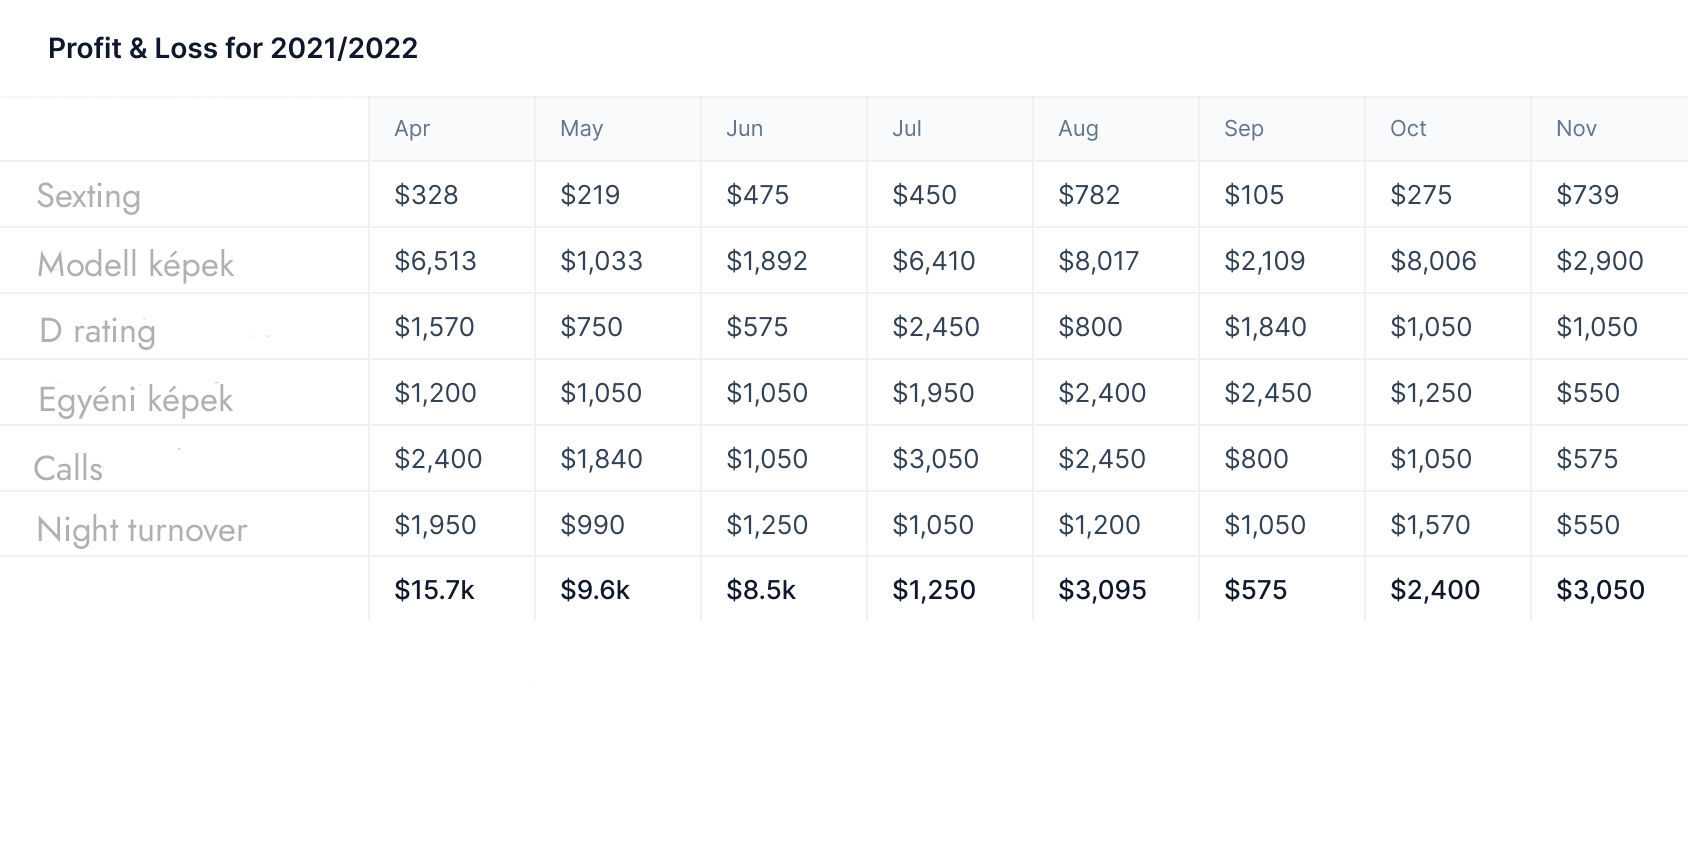 Profit & Loss for 2021/2022
Apr May Jun Jul Aug Sep Oct Nov
Sexting $328 $219 $475 $450 $782 $105 $275 $739
Modell képek $6,513 $1,033 $1,892 $6,410 $8,017 $2,109 $8,006 $2,900
D rating $1,570 $750 $575 $2,450 $800 $1,840 $1,050 $1,050
Egyéni képek $1,200 $1,050 $1,050 $1,950 $2,400 $2,450 $1,250 $550
Calls $2,400 $1,840 $1,050 $3,050 $2,450 $800 $1,050 $575
Night turnover $1,950 $990 $1,250 $1,050 $1,200 $1,050 $1,570 $550
$15.7k $9.6k $8.5k $1,250 $3,095 $575 $2,400 $3,050